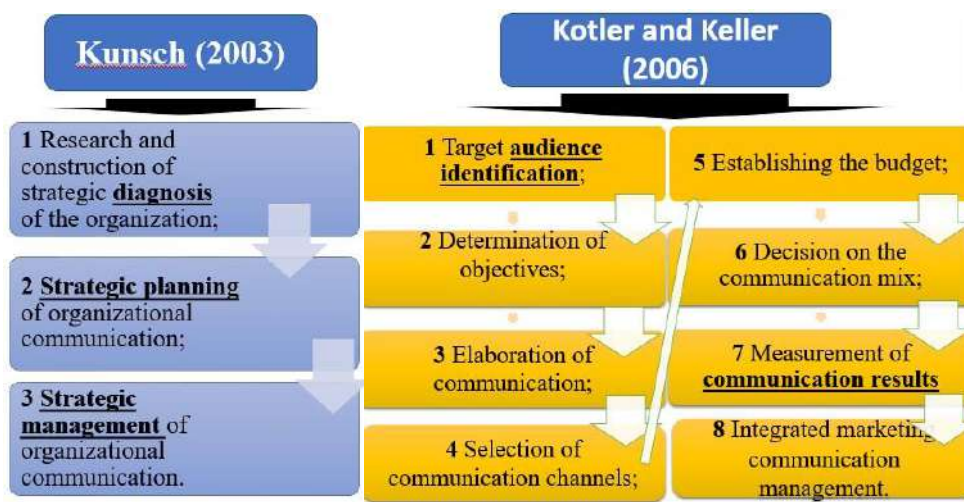 Kunsch (2003)
1 Research and
construction of
strategic diagnosis
of the organization;
2 Strategic planning
of organizational
communication;
3 Strategic
management of
organizational
communication.
Kotler and Keller
(2006)
1 Target audience
identification;
2 Determination of
objectives;
3 Elaboration of
communication;
4 Selection of
communication channels;
5 Establishing the budget;
6 Decision on the
communication mix;
7 Measurement of
communication results
8 Integrated marketing
communication
management.